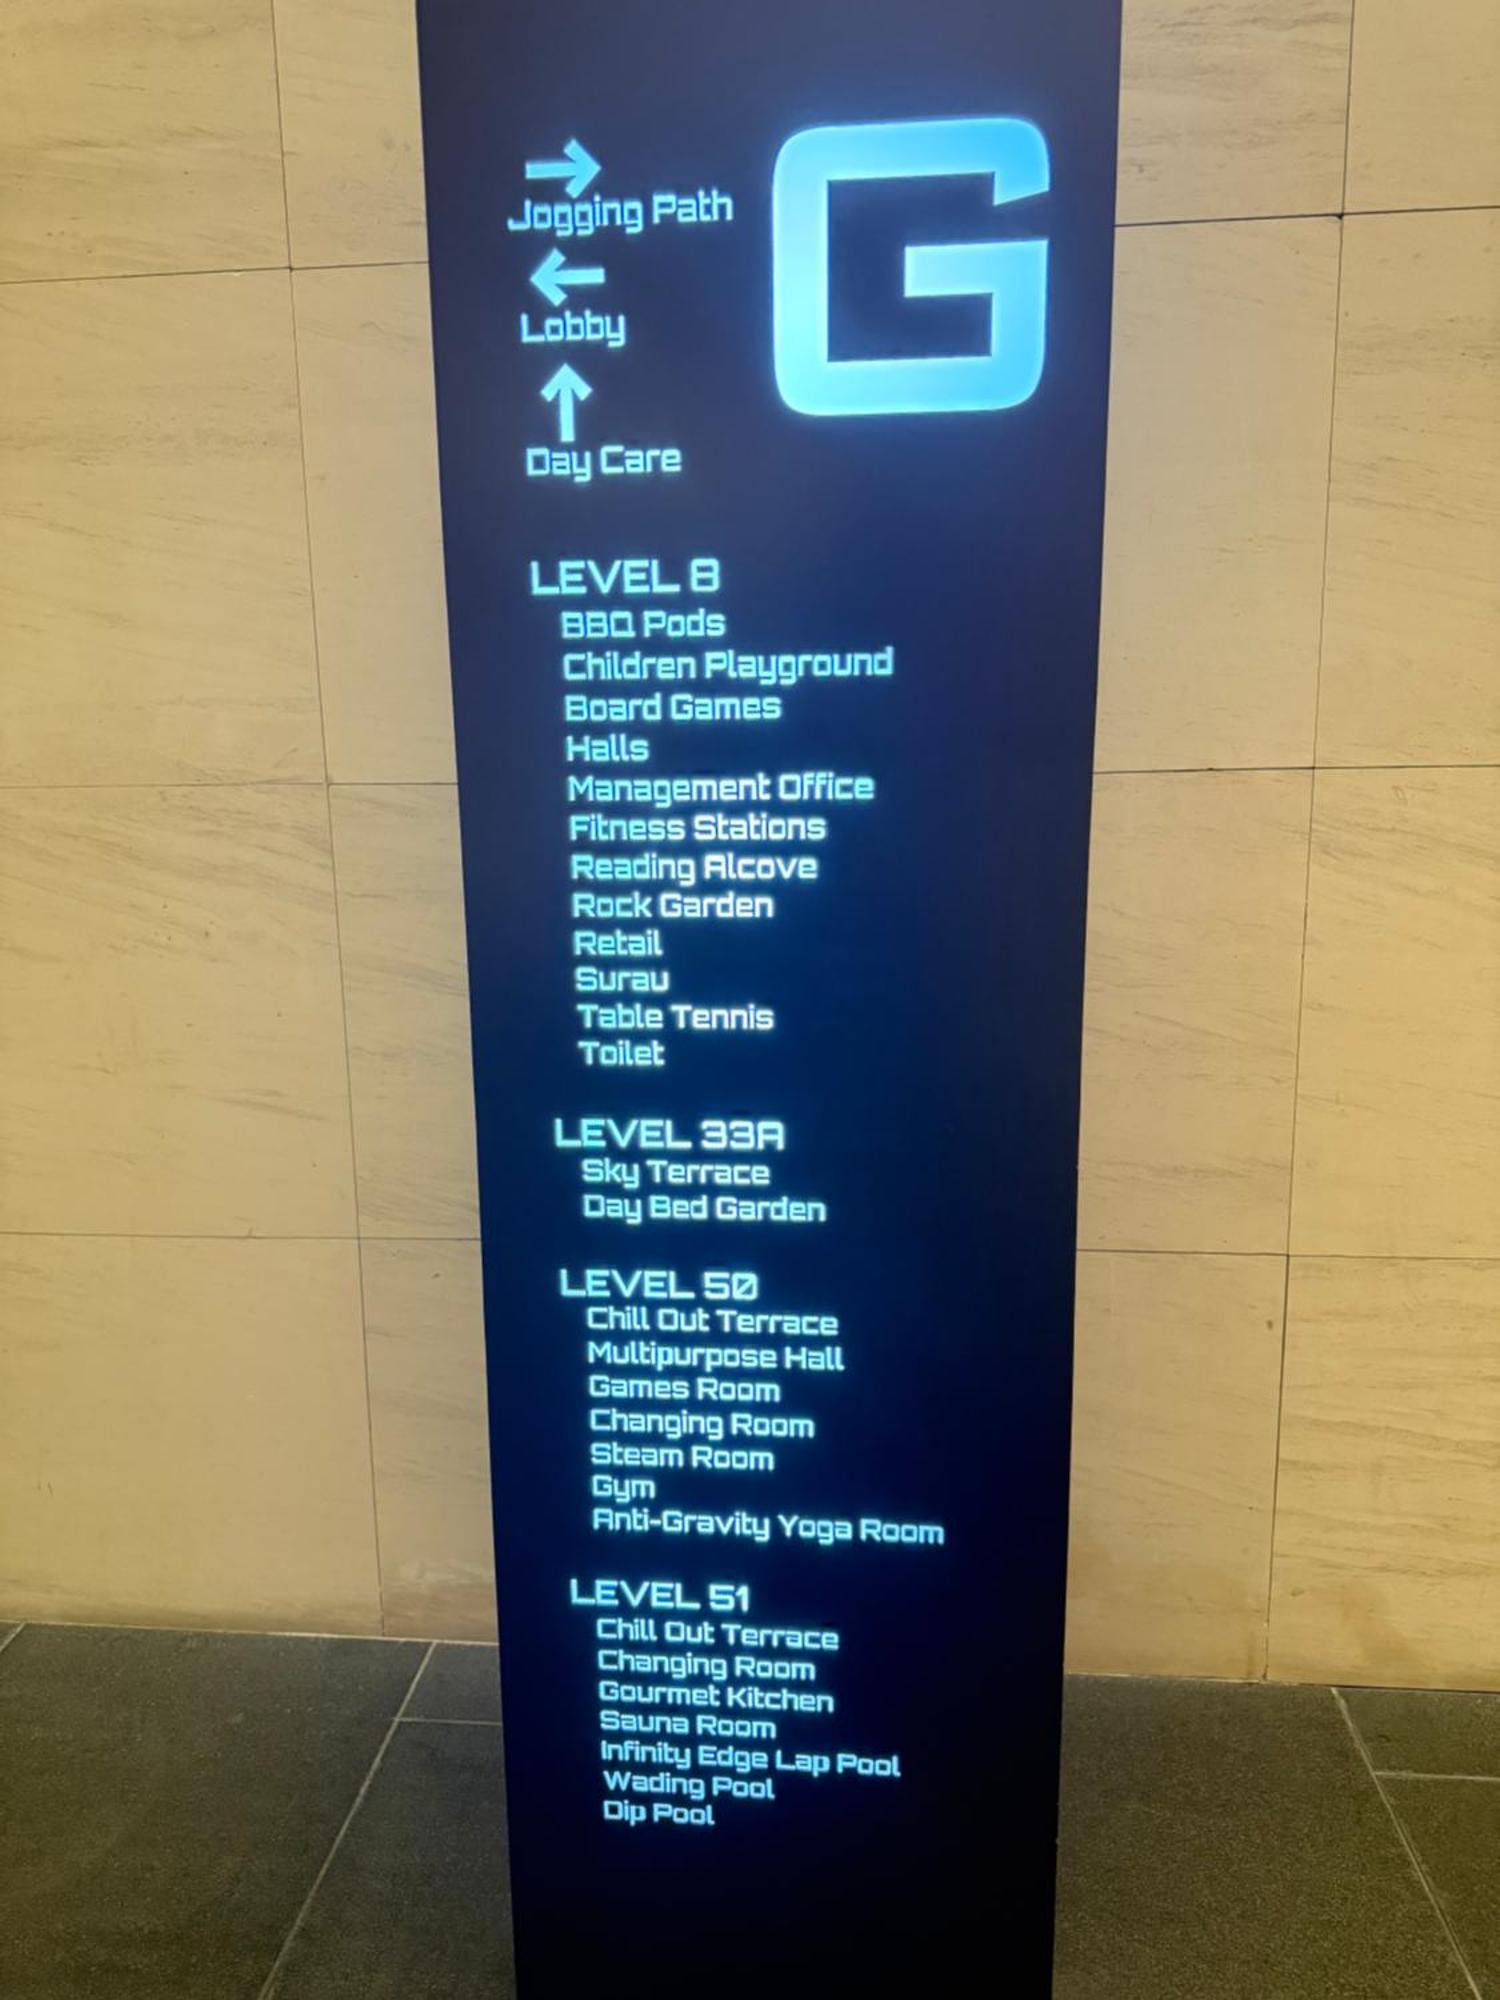 G
Jogging Path
Lobby
Day Care
LEVEL 8
BBQ Pods
Children Playground
Board Games
Halls
Management Office
Fitness Stations
Reading Alcove
Rock Garden
Retail
Surau
Table Tennis
Toilet
LEVEL 33A
Sky Terrace
Day Bed Garden
LEVEL 50
Chill Out Terrace
Multipurpose Hall
Games Room
Changing Room
Steam Room
Gym
Anti-Gravity Yoga Room
LEVEL 51
Chill Out Terrace
Changing Room
Gourmet Kitchen
Sauna Room
Infinity Edge Lap Pool
Wading Pool
Dip Pool